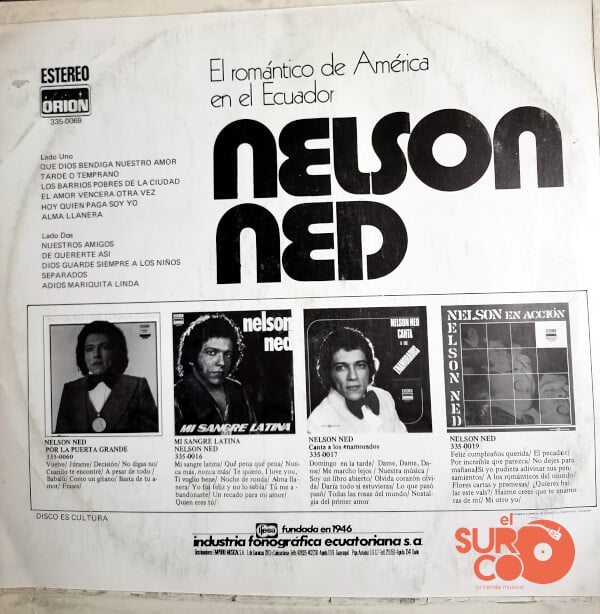 ESTEREO
ORION
335-0069
El romántico de América
en el Ecuador
NELSON
NED
Lado Uno
QUE DIOS BENDIGA NUESTRO AMOR
TARDE O TEMPRANO
LOS BARRIOS POBRES DE LA CIUDAD
EL AMOR VENCERA OTRA VEZ
HOY QUIEN PAGA SOY YO
ALMA LLANERA
Lado Dos
NUESTROS AMIGOS
DE QUERERTE ASI
DIOS GUARDE SIEMPRE A LOS NIÑOS
SEPARADOS
ADIOS MARIQUITA LINDA
NELSON NED
POR LA PUERTA GRANDE
335-0060
Vuelve/ Júrame/ Decisión/ No digas no/
Cuando te encontré/ A pesar de todo/
Babalú/ Como un gitano/ Basta de tu a-
mor/ Frases/
nelson
ned
MI SANGRE LATINA
MI SANGRE LATINA
NELSON NED
335-0016
Mi sangre latina/ Qué pena qué pena/ Nun-
ca más, nunca más/ Te quiero, I love you,
Ti voglio bene/ Noche de ronda/ Alma lla-
nera/ Yo fui feliz y no lo sabía/ Tú me a-
bandonaste/ Un recado para mi amor/
Quien eres tú/
NELSON NED
CANTA
A LOS
ENAMORADOS
NELSON NED
Canta a los enamorados
335-0017
Domingo en la tarde/ Dame, Dame, Da-
me/ Me marcho lejos/ Nuestra música/
Soy un libro abierto/ Olvida corazón olvi-
da/ Daría todo si estuvieras/ Lo que pasó
pasó/ Todas las rosas del mundo/ Nostal-
gia del primer amor
NELSON EN ACCIÓN
NELSON NED
NELSON NED
335-0019
Feliz cumpleaños querida/ El pecador/
Por increíble que parezca/ No dejes para
mañana/Si yo pudiera adivinar sus pen-
samientos/ A los románticos del mundo/
Flores cartas y promesas/ ¿Quieres bai-
lar este vals?/ Hazme creer que te enamo-
ras de mí/ Mi otro yo/
DISCO ES CULTURA
ifesa fundada en 1946
industria fonográfica ecuatoriana s.a.
el
SURCO
tu tienda musical